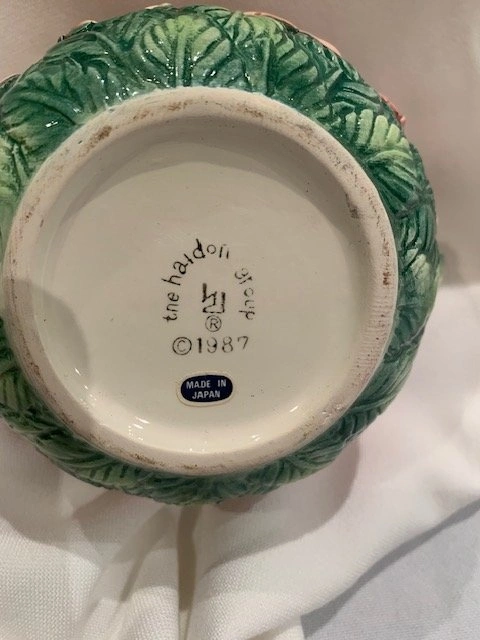 the haldon group
®
©1987
MADE IN
JAPAN